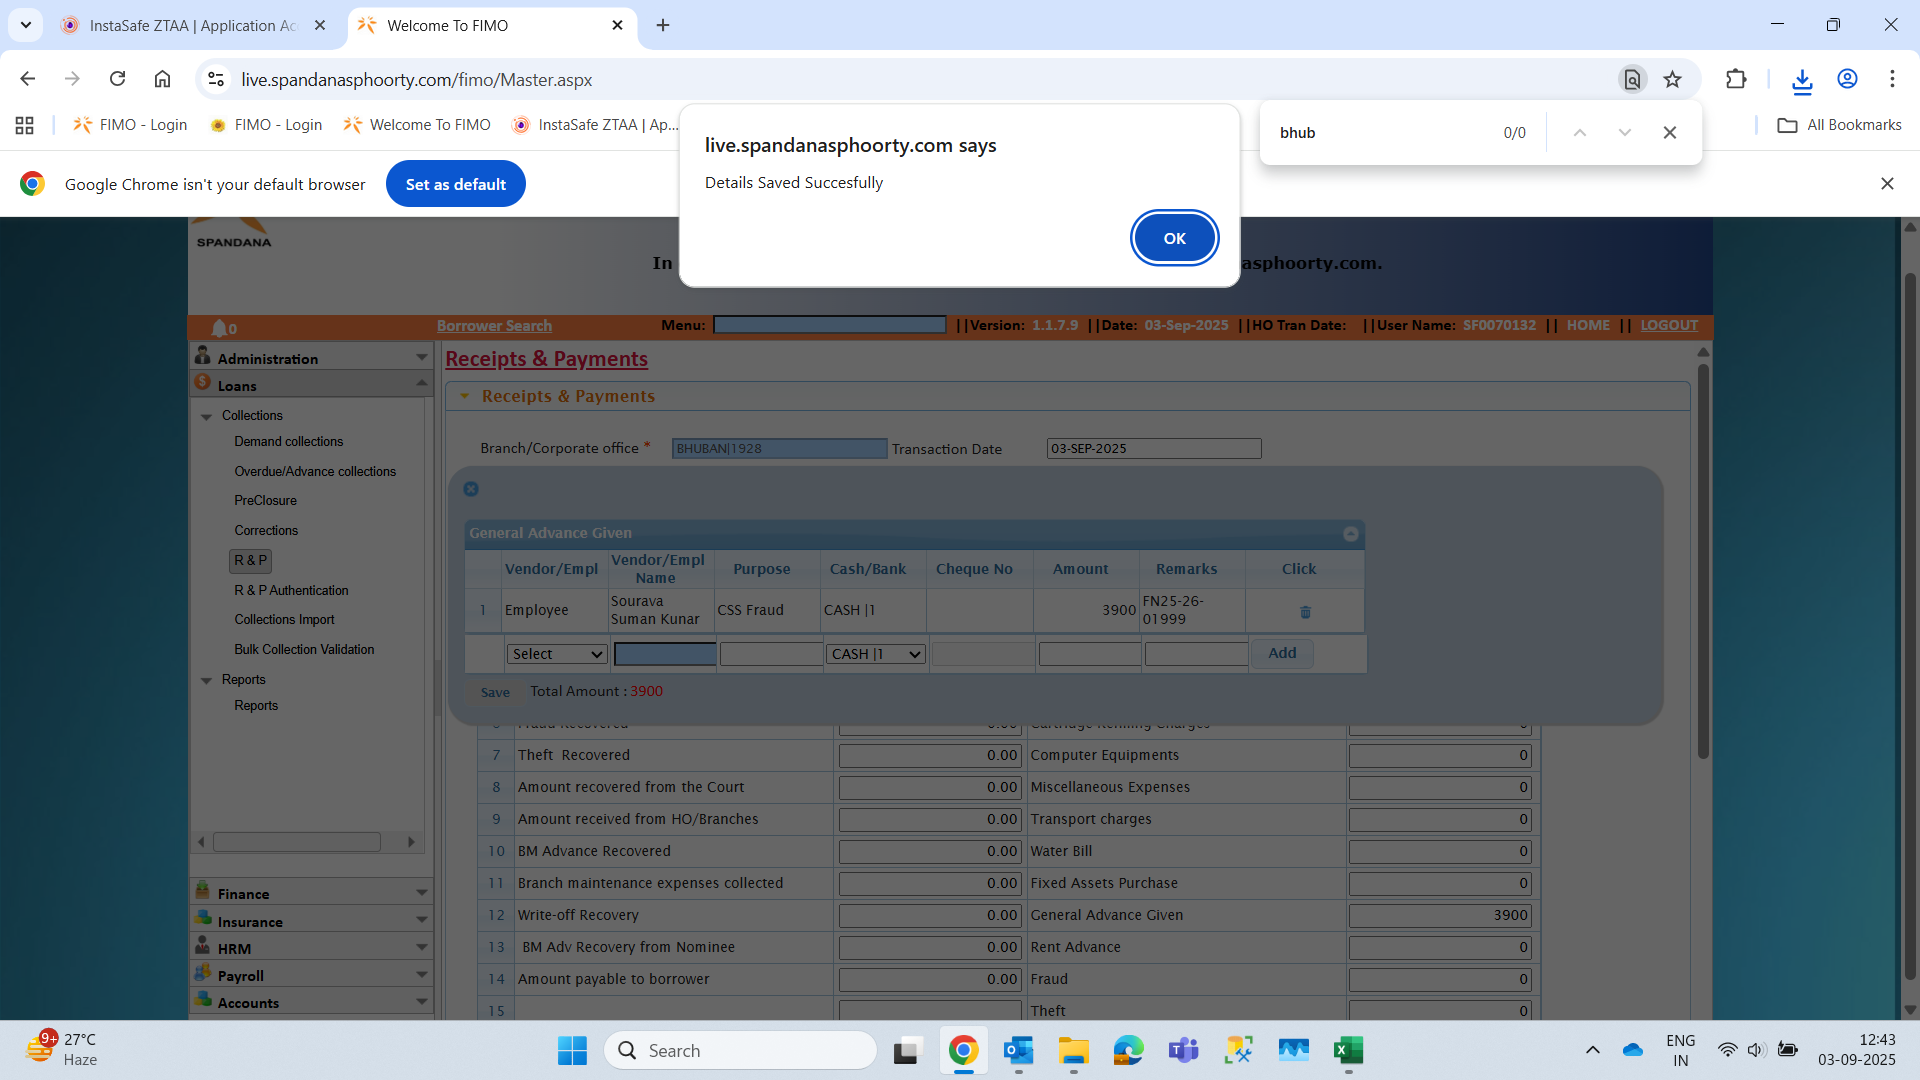 InstaSafe ZTAA | Application Ac
Welcome To FIMO
live.spandanasphoorty.com/fimo/Master.aspx
FIMO - Login
FIMO - Login
Welcome To FIMO
InstaSafe ZTAA | Ap...
All Bookmarks
bhub
0/0
Google Chrome isn't your default browser
Set as default
live.spandanasphoorty.com says
Details Saved Succesfully
OK
SPANDANA
In
asphoorty.com.
0
Borrower Search
Menu:
||Version: 1.1.7.9 ||Date: 03-Sep-2025 ||HO Tran Date: ||User Name: SF0070132 || HOME || LOGOUT
Administration
Loans
Collections
Demand collections
Overdue/Advance collections
PreClosure
Corrections
R & P
R & P Authentication
Collections Import
Bulk Collection Validation
Reports
Reports
Finance
Insurance
HRM
Payroll
Accounts
Receipts & Payments
Receipts & Payments
Branch/Corporate office *
BHUBAN|1928
Transaction Date
03-SEP-2025
General Advance Given
Vendor/Empl
Vendor/Empl Name
Purpose
Cash/Bank
Cheque No
Amount
Remarks
Click
1 Employee Sourava Suman Kunar CSS Fraud CASH |1 3900 FN25-26-01999
Select
CASH |1
Add
Save
Total Amount : 3900
7 Theft Recovered 0.00 Computer Equipments 0
8 Amount recovered from the Court 0.00 Miscellaneous Expenses 0
9 Amount received from HO/Branches 0.00 Transport charges 0
10 BM Advance Recovered 0.00 Water Bill 0
11 Branch maintenance expenses collected 0.00 Fixed Assets Purchase 0
12 Write-off Recovery 0.00 General Advance Given 3900
13 BM Adv Recovery from Nominee 0.00 Rent Advance 0
14 Amount payable to borrower 0.00 Fraud 0
15 Theft 0
9+
27°C
Haze
Search
ENG
IN
12:43
03-09-2025